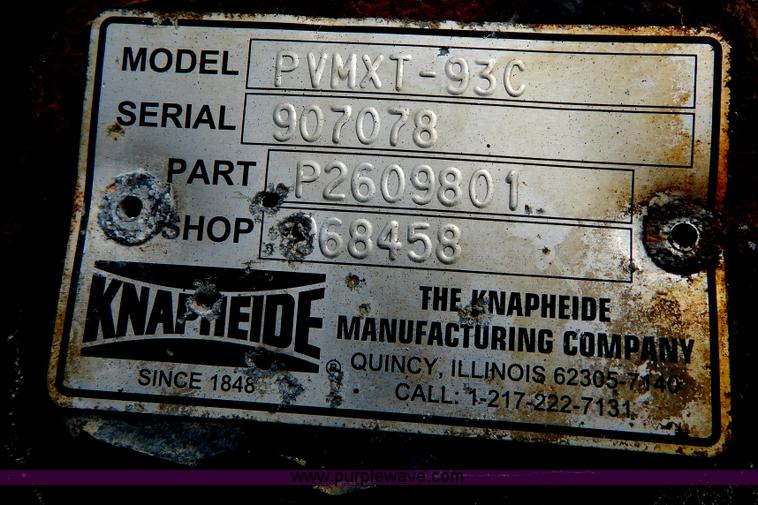 MODEL PVMXT-93C
SERIAL 907078
PART P2609801
SHOP 68458
KNAPHEIDE
SINCE 1848
®
THE KNAPHEIDE
MANUFACTURING COMPANY
QUINCY, ILLINOIS 62305-7140
CALL: 1-217-222-7131
www.purplewave.com